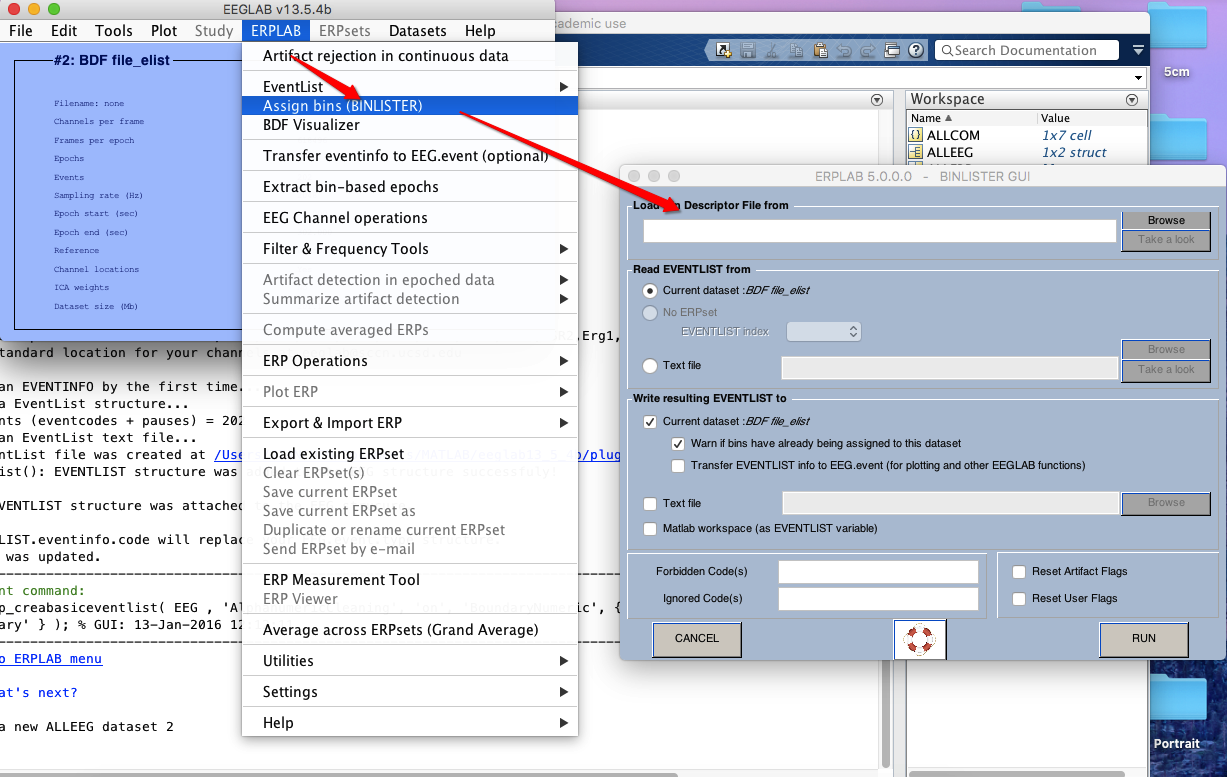 EEGLAB v13.5.4b
File Edit Tools Plot Study ERPLAB ERPsets Datasets Help
#2: BDF file_elist
Filename: none
Channels per frame
Frames per epoch
Epochs
Events
Sampling rate (Hz)
Epoch start (sec)
Epoch end (sec)
Reference
Channel locations
ICA weights
Dataset size (Mb)
Artifact rejection in continuous data
EventList
Assign bins (BINLISTER)
BDF Visualizer
Transfer eventinfo to EEG.event (optional)
Extract bin-based epochs
EEG Channel operations
Filter & Frequency Tools
Artifact detection in epoched data
Summarize artifact detection
Compute averaged ERPs
ERP Operations
Plot ERP
Export & Import ERP
Load existing ERPset
Clear ERPset(s)
Save current ERPset
Save current ERPset as
Duplicate or rename current ERPset
Send ERPset by e-mail
ERP Measurement Tool
ERP Viewer
Average across ERPsets (Grand Average)
Utilities
Settings
Help
ademic use
Search Documentation
Workspace
Name Value
ALLCOM 1x7 cell
ALLEEG 1x2 struct
5cm
Portrait
R2,Erg1,
tandard location for your chann
an EVENTINFO by the first time.
a EventList structure...
nts (eventcodes + pauses) = 202
an EventList text file...
ntList file was created at /Use
4b/plug
ist(): EVENTLIST structure was
VENTLIST structure was attached
LIST.eventinfo.code will replac
was updated.
nt command:
p_creabasiceventlist( EEG , 'Al
ic', {
ary' } ); % GUI: 13-Jan-2016 12
o ERPLAB menu
at's next?
a new ALLEEG dataset 2
ERPLAB 5.0.0.0 - BINLISTER GUI
Load Descriptor File from
Browse
Take a look
Read EVENTLIST from
Current dataset :BDF file_elist
No ERPset
EVENTLIST index
Text file
Browse
Take a look
Write resulting EVENTLIST to
Current dataset :BDF file_elist
Warn if bins have already being assigned to this dataset
Transfer EVENTLIST info to EEG.event (for plotting and other EEGLAB functions)
Text file
Browse
Matlab workspace (as EVENTLIST variable)
Forbidden Code(s)
Ignored Code(s)
Reset Artifact Flags
Reset User Flags
CANCEL
RUN